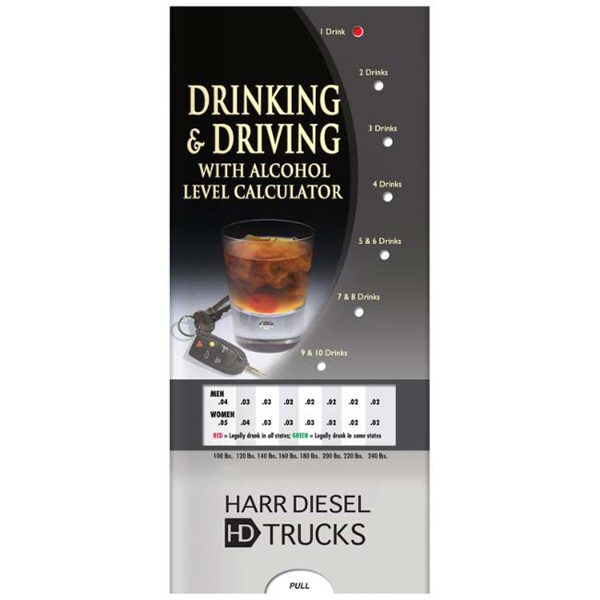 1 Drink
2 Drinks
DRINKING
& DRIVING
WITH ALCOHOL
LEVEL CALCULATOR
3 Drinks
4 Drinks
5 & 6 Drinks
7 & 8 Drinks
9 & 10 Drinks
MEN
.04 .03 .03 .02 .02 .02 .02 .02
WOMEN
.05 .04 .03 .03 .03 .02 .02 .02
RED = Legally drunk in all states; GREEN = Legally drunk in some states
100 lbs. 120 lbs. 140 lbs. 160 lbs. 180 lbs. 200 lbs. 220 lbs. 240 lbs.
HARR DIESEL
HD TRUCKS
PULL